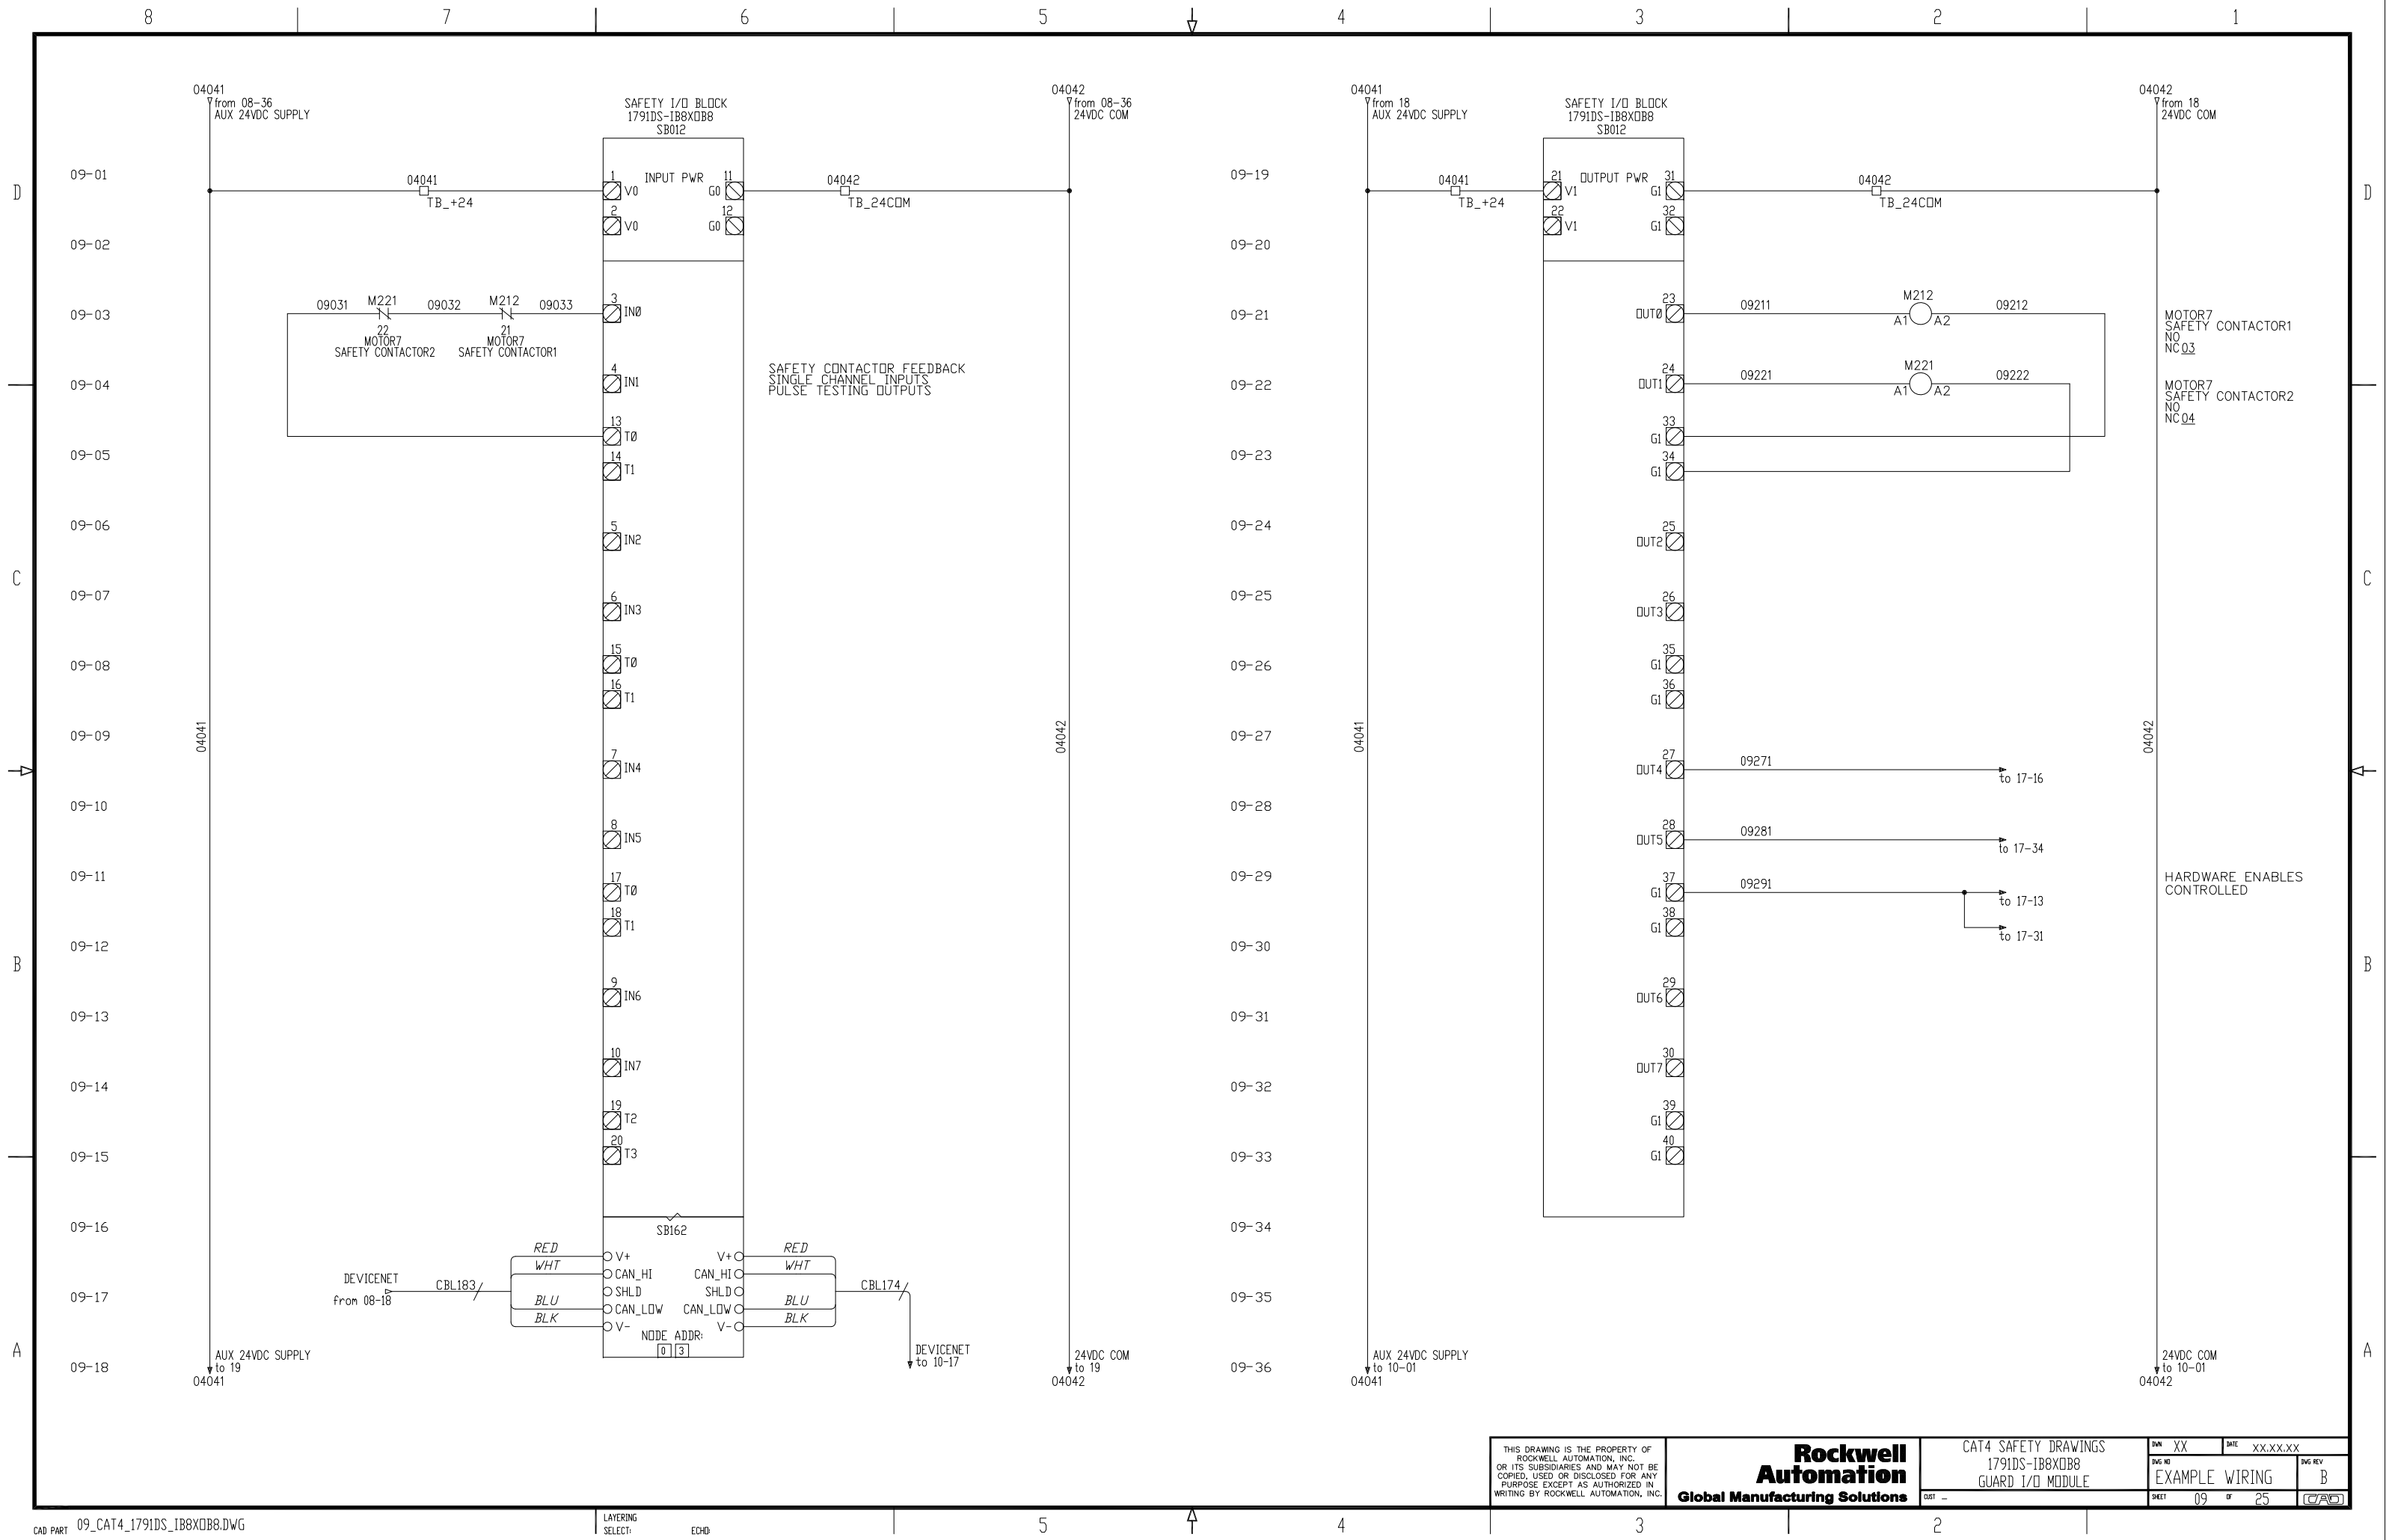 8 7 6 5 4 3 2 1
D
C
B
A
D
C
B
A
04041
from 08-36
AUX 24VDC SUPPLY
SAFETY I/O BLOCK
1791DS-IB8XOB8
SB012
04042
from 08-36
24VDC COM
09-01
09-02
09-03
09-04
09-05
09-06
09-07
09-08
09-09
09-10
09-11
09-12
09-13
09-14
09-15
09-16
09-17
09-18
04041
TB_+24
1 V0
INPUT PWR
11 G0
2 V0
12 G0
04042
TB_24COM
09031 M221 09032 M212 09033
22
MOTOR7
SAFETY CONTACTOR2
21
MOTOR7
SAFETY CONTACTOR1
3 IN0
4 IN1
13 T0
14 T1
5 IN2
6 IN3
15 T0
16 T1
7 IN4
8 IN5
17 T0
18 T1
9 IN6
10 IN7
19 T2
20 T3
SAFETY CONTACTOR FEEDBACK
SINGLE CHANNEL INPUTS
PULSE TESTING OUTPUTS
04041
04042
SB162
RED V+ V+ RED
WHT CAN_HI CAN_HI WHT
SHLD SHLD
BLU CAN_LOW CAN_LOW BLU
BLK V- V- BLK
NODE ADDR:
0 3
DEVICENET
from 08-18
CBL183
CBL174
DEVICENET
to 10-17
AUX 24VDC SUPPLY
to 19
04041
24VDC COM
to 19
04042
04041
from 18
AUX 24VDC SUPPLY
SAFETY I/O BLOCK
1791DS-IB8XOB8
SB012
04042
from 18
24VDC COM
09-19
09-20
09-21
09-22
09-23
09-24
09-25
09-26
09-27
09-28
09-29
09-30
09-31
09-32
09-33
09-34
09-35
09-36
04041
TB_+24
21 V1
OUTPUT PWR
31 G1
22 V1
32 G1
04042
TB_24COM
23 OUT0
09211 M212 09212
A1 A2
MOTOR7
SAFETY CONTACTOR1
NO
NC 03
24 OUT1
09221 M221 09222
A1 A2
MOTOR7
SAFETY CONTACTOR2
NO
NC 04
33 G1
34 G1
25 OUT2
26 OUT3
35 G1
36 G1
27 OUT4
09271
to 17-16
28 OUT5
09281
to 17-34
37 G1
09291
to 17-13
38 G1
to 17-31
29 OUT6
30 OUT7
39 G1
40 G1
HARDWARE ENABLES
CONTROLLED
04041
04042
AUX 24VDC SUPPLY
to 10-01
04041
24VDC COM
to 10-01
04042
THIS DRAWING IS THE PROPERTY OF
ROCKWELL AUTOMATION, INC.
OR ITS SUBSIDIARIES AND MAY NOT BE
COPIED, USED OR DISCLOSED FOR ANY
PURPOSE EXCEPT AS AUTHORIZED IN
WRITING BY ROCKWELL AUTOMATION, INC.
Rockwell
Automation
Global Manufacturing Solutions
CAT4 SAFETY DRAWINGS
1791DS-IB8XOB8
GUARD I/O MODULE
CUST -
DWN XX
DATE XX.XX.XX
DWG NO
EXAMPLE WIRING
DWG REV
B
SHEET 09 OF 25
CAD
CAD PART 09_CAT4_1791DS_IB8XOB8.DWG
LAYERING
SELECT: ECHO:
5 4 3 2